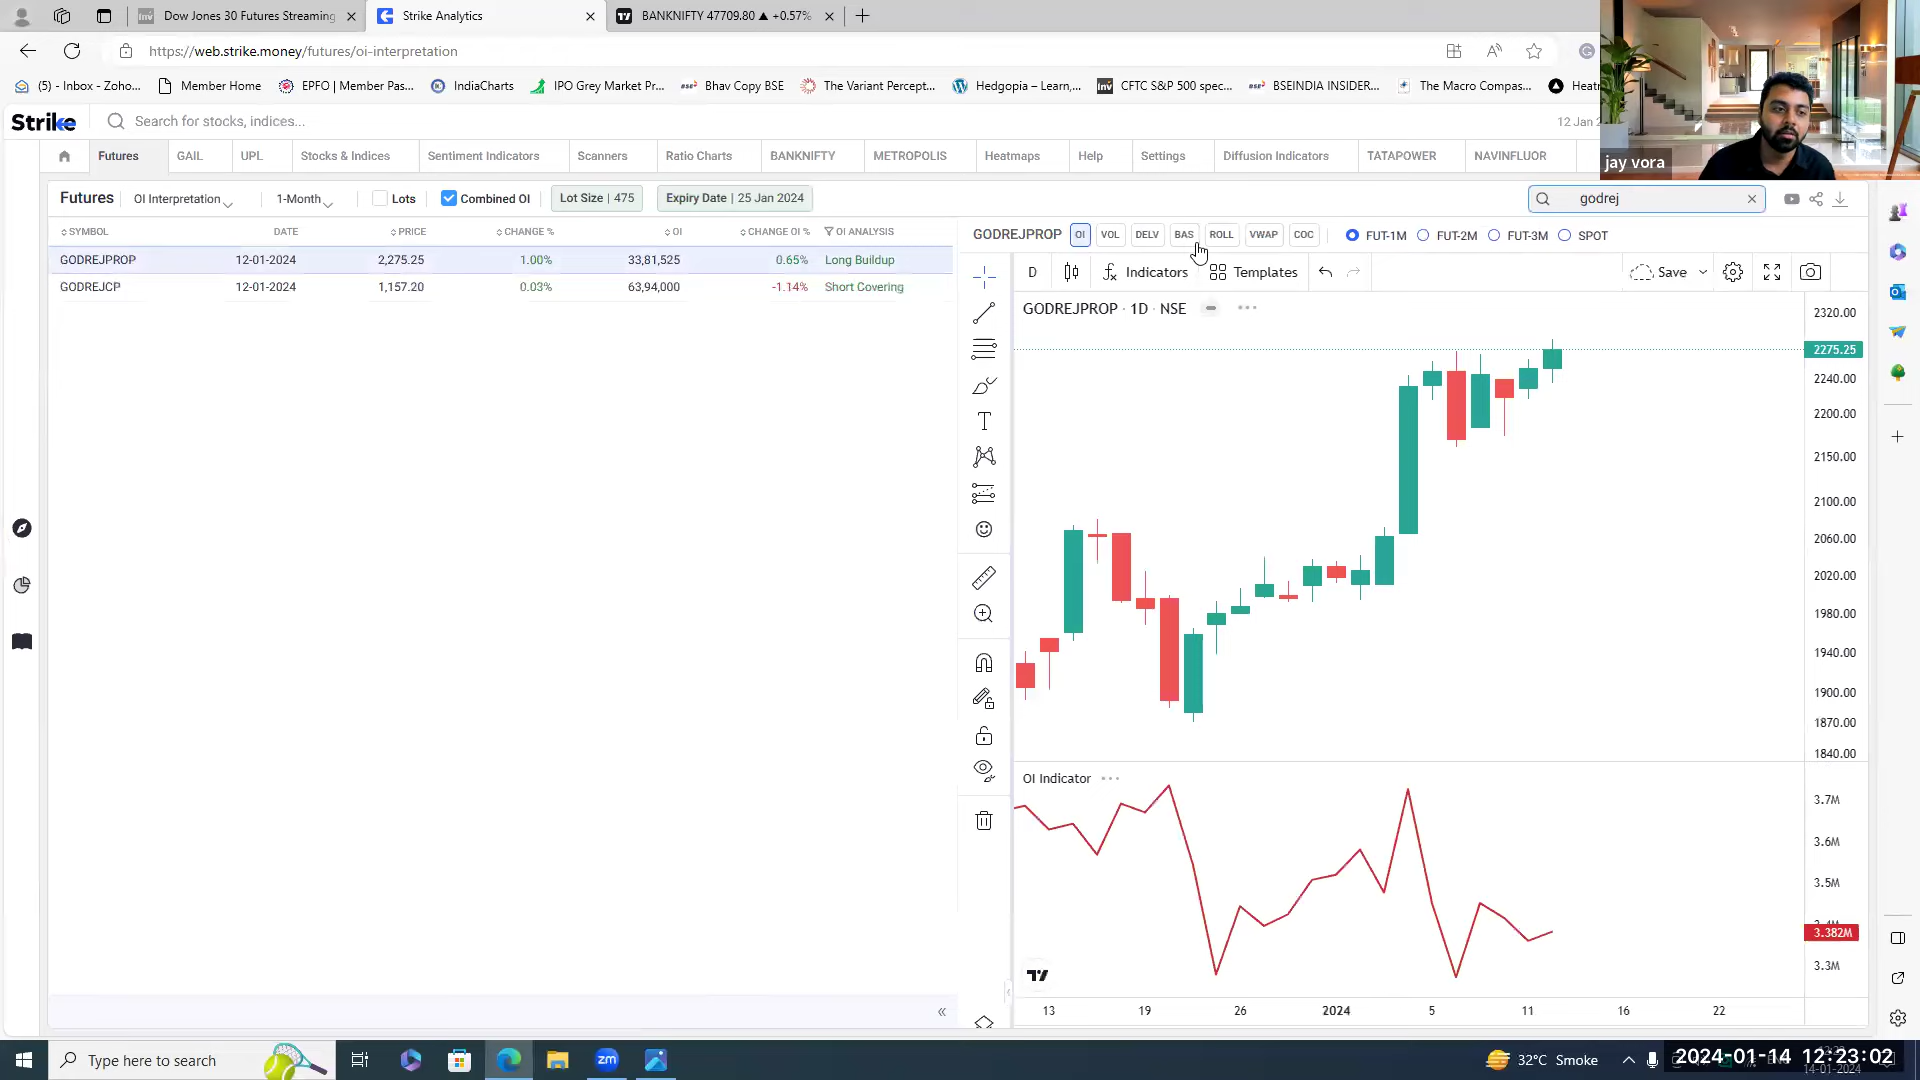 Dow Jones 30 Futures Streaming
Strike Analytics
BANKNIFTY 47709.80 ▲ +0.57%
https://web.strike.money/futures/oi-interpretation
(5) - Inbox - Zoho...
Member Home
EPFO | Member Pas...
IndiaCharts
IPO Grey Market Pr...
Bhav Copy BSE
The Variant Percept...
Hedgopia – Learn,...
CFTC S&P 500 spec...
BSEINDIA INSIDER...
The Macro Compas...
Heatm
jay vora
Strike
Search for stocks, indices...
12 Jan 2
Futures
GAIL
UPL
Stocks & Indices
Sentiment Indicators
Scanners
Ratio Charts
BANKNIFTY
METROPOLIS
Heatmaps
Help
Settings
Diffusion Indicators
TATAPOWER
NAVINFLUOR
Futures
OI Interpretation
1-Month
Lots
Combined OI
Lot Size | 475
Expiry Date | 25 Jan 2024
godrej
SYMBOL DATE PRICE CHANGE % OI CHANGE OI % OI ANALYSIS
GODREJPROP 12-01-2024 2,275.25 1.00% 33,81,525 0.65% Long Buildup
GODREJCP 12-01-2024 1,157.20 0.03% 63,94,000 -1.14% Short Covering
GODREJPROP OI VOL DELV BAS ROLL VWAP COC FUT-1M FUT-2M FUT-3M SPOT
D Indicators Templates Save
GODREJPROP · 1D · NSE
2320.00
2275.25
2240.00
2200.00
2150.00
2100.00
2060.00
2020.00
1980.00
1940.00
1900.00
1870.00
1840.00
OI Indicator
3.7M
3.6M
3.5M
3.382M
3.3M
13 19 26 2024 5 11 16 22
Type here to search
zm
32°C Smoke
2024-01-14 12:23:02
14-01-2024